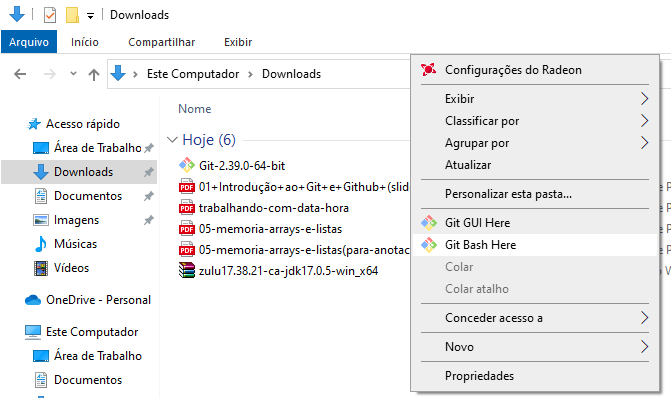 Downloads
Arquivo Início Compartilhar Exibir
Este Computador Downloads
Nome
Acesso rápido
Área de Trabalho
Downloads
Documentos
Imagens
Músicas
Vídeos
OneDrive - Personal
Este Computador
Área de Trabalho
Documentos
Hoje (6)
Git-2.39.0-64-bit
PDF 01+Introdução+ao+Git+e+Github+(slid
PDF trabalhando-com-data-hora
PDF 05-memoria-arrays-e-listas
PDF 05-memoria-arrays-e-listas(para-anotac
zulu17.38.21-ca-jdk17.0.5-win_x64
Configurações do Radeon
Exibir
Classificar por
Agrupar por
Atualizar
Personalizar esta pasta...
Git GUI Here
Git Bash Here
Colar
Colar atalho
Conceder acesso a
Novo
Propriedades